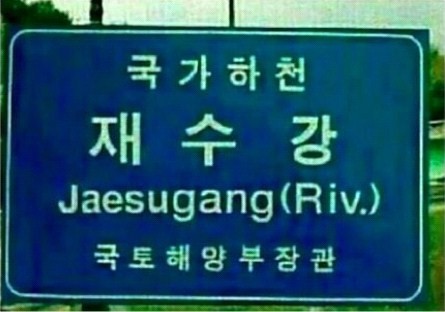 국가하천
재수강
Jaesugang(Riv.)
국토해양부장관